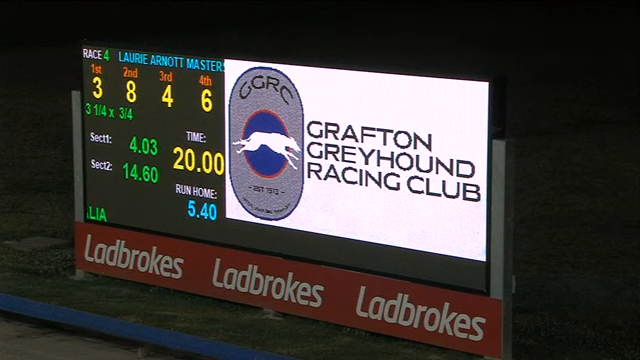 RACE 4 LAURIE ARNOTT MASTERS
1st 2nd 3rd 4th
3 8 4 6
3 1/4 x 3/4
Sect1: 4.03
TIME:
20.00
Sect2: 14.60
RUN HOME:
5.40
ALIA
GGRC
- EST 1913 -
GRAFTON
GREYHOUND
RACING CLUB
Ladbrokes Ladbrokes Ladbrokes